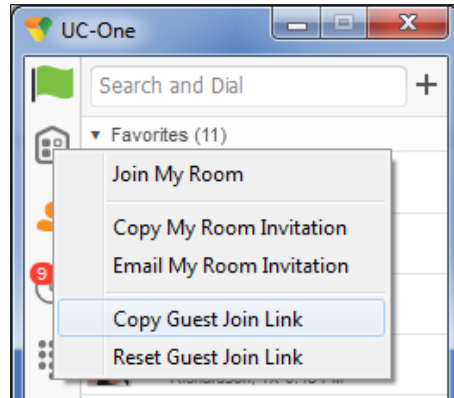 UC-One
Search and Dial
Favorites (11)
Join My Room
Copy My Room Invitation
Email My Room Invitation
9
Copy Guest Join Link
Reset Guest Join Link